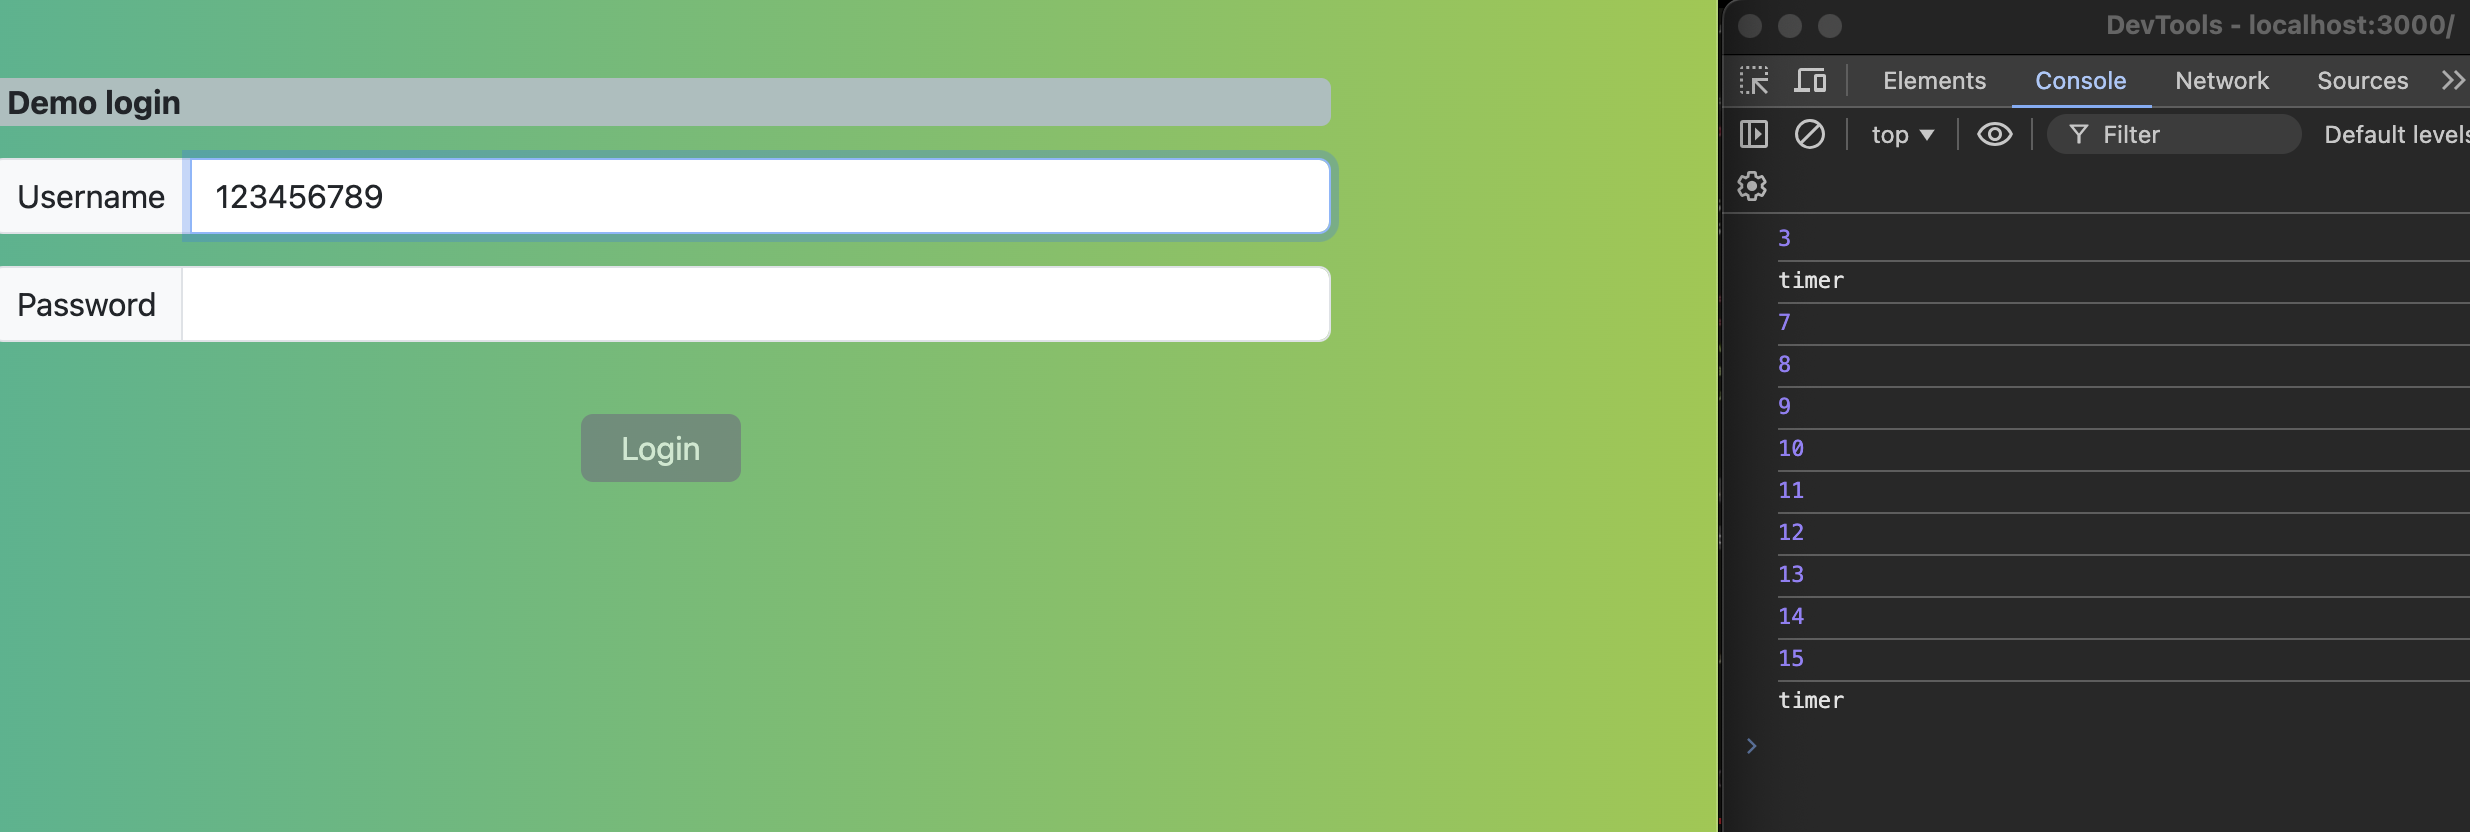 Demo login
Username 123456789
Password
Login
DevTools - localhost:3000/
Elements Console Network Sources
top Filter Default levels
3
timer
7
8
9
10
11
12
13
14
15
timer